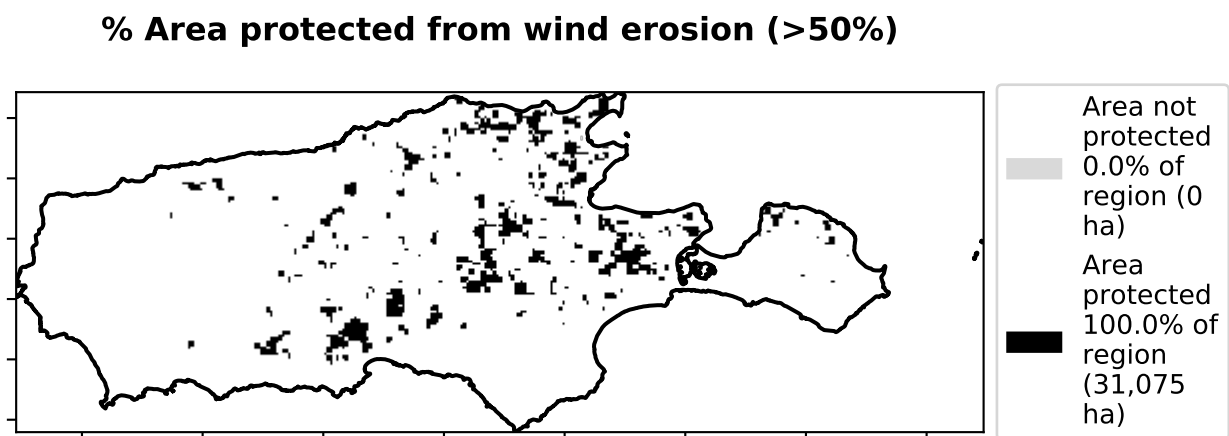 % Area protected from wind erosion (>50%)
Area not
protected
0.0% of
region (0
ha)
Area
protected
100.0% of
region
(31,075
ha)